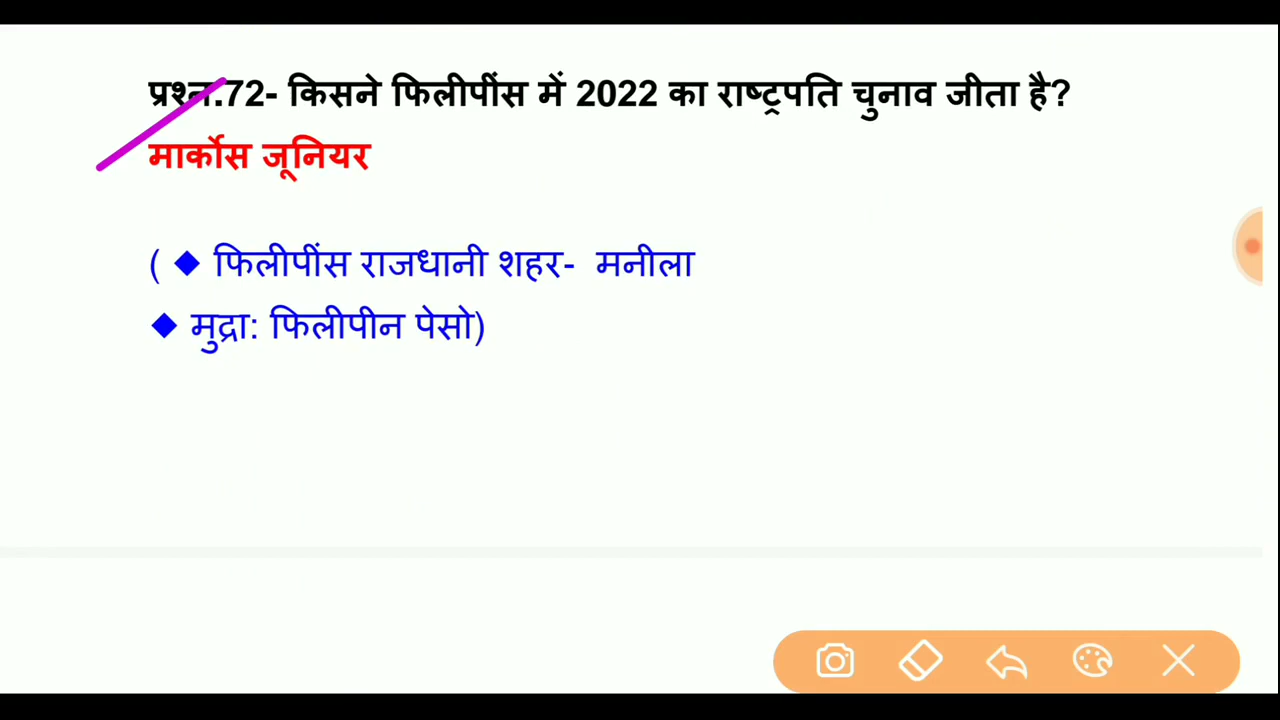 प्रश्न.72- किसने फिलीपींस में 2022 का राष्ट्रपति चुनाव जीता है?
मार्कोस जूनियर
( ◆ फिलीपींस राजधानी शहर- मनीला
◆ मुद्रा: फिलीपीन पेसो)